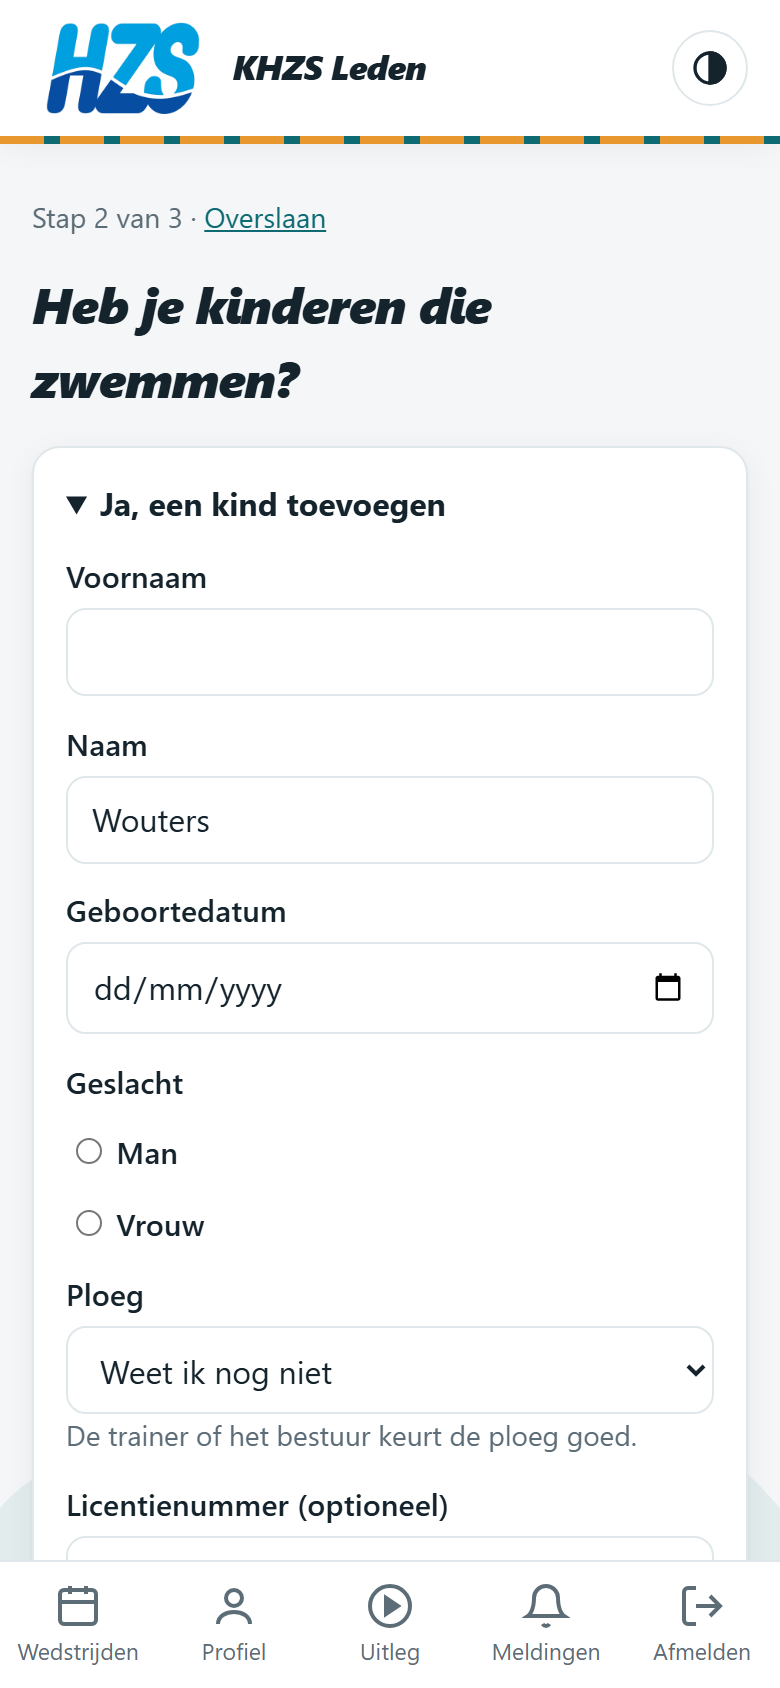 HZS
KHZS Leden
Stap 2 van 3 · Overslaan
Heb je kinderen die
zwemmen?
▼ Ja, een kind toevoegen
Voornaam
Naam
Wouters
Geboortedatum
dd/mm/yyyy
Geslacht
Man
Vrouw
Ploeg
Weet ik nog niet
De trainer of het bestuur keurt de ploeg goed.
Licentienummer (optioneel)
Wedstrijden Profiel Uitleg Meldingen Afmelden